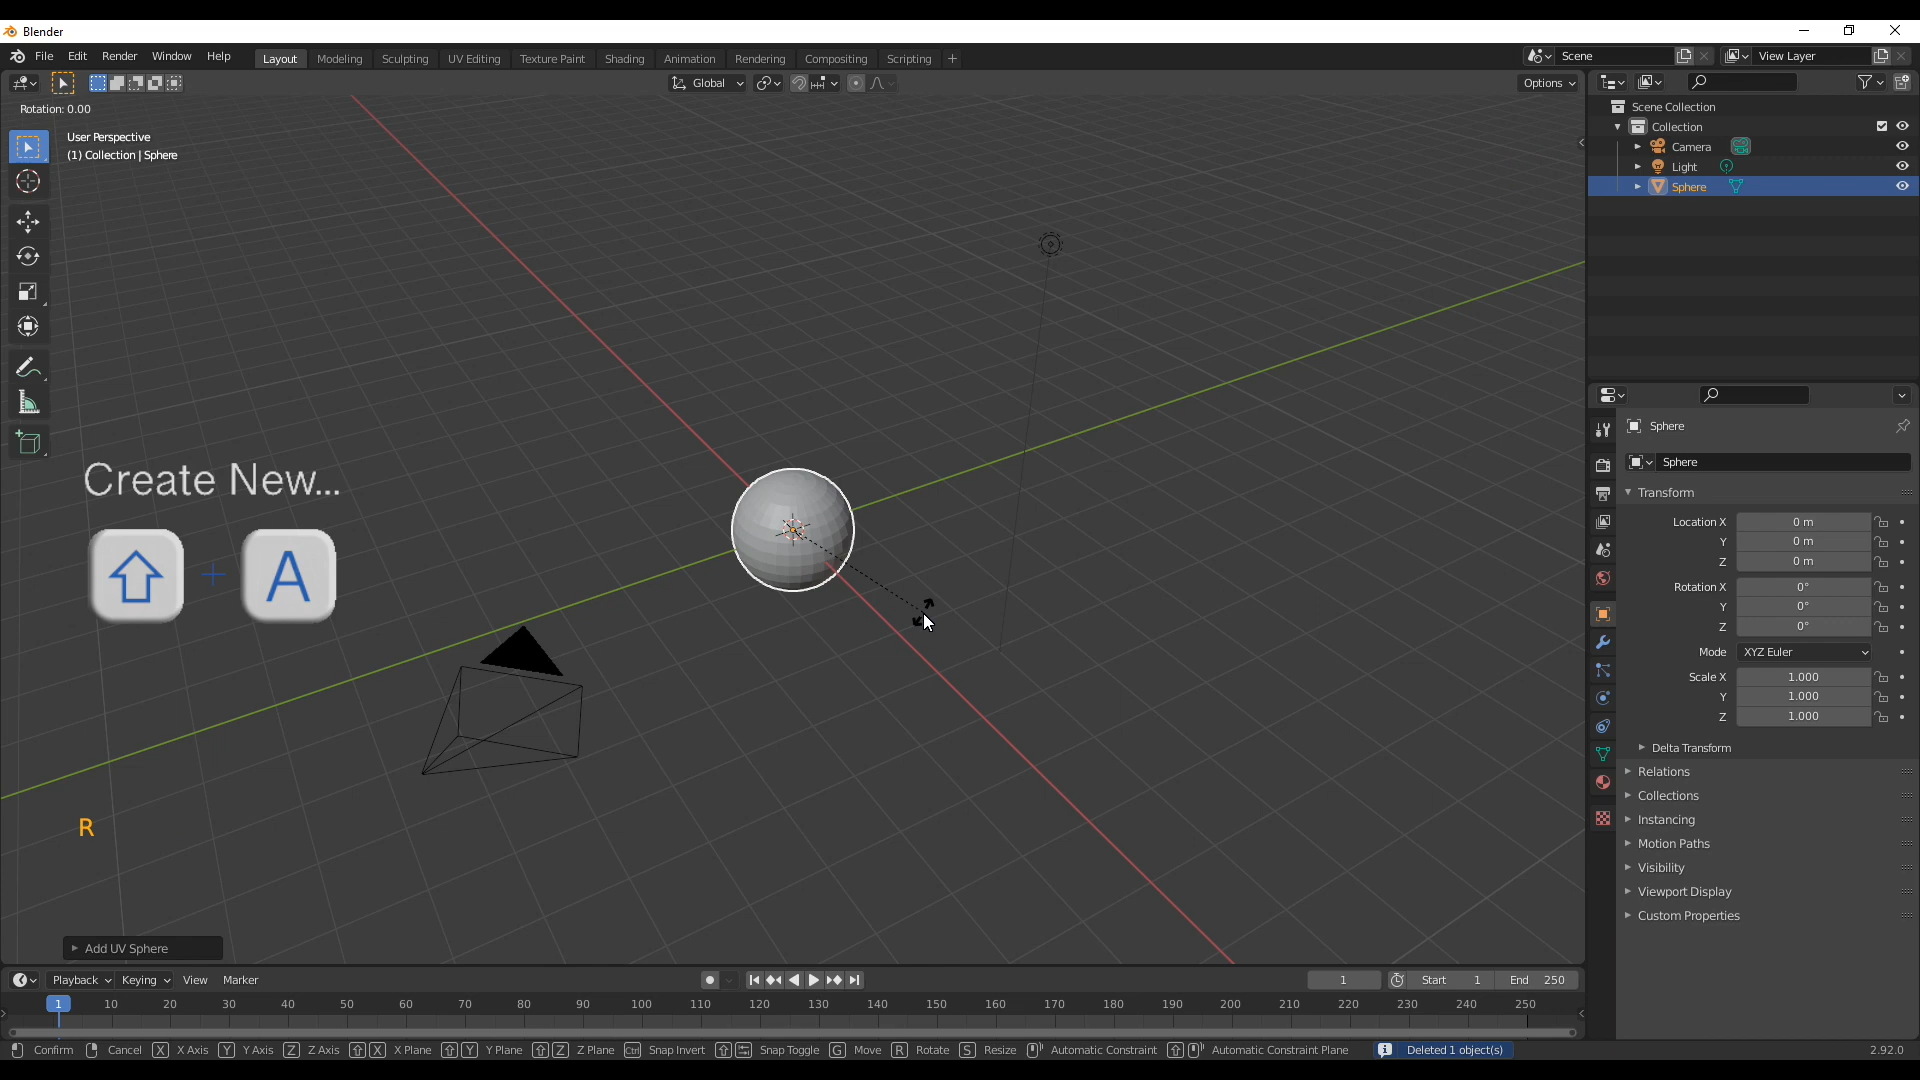 Blender
File Edit Render Window Help Layout Modeling Sculpting UV Editing Texture Paint Shading Animation Rendering Compositing Scripting + Scene View Layer
Global Options
Rotation: 0.00
User Perspective
(1) Collection | Sphere
Scene Collection
Collection
Camera
Light
Sphere
Sphere
Sphere
Transform
Location X 0 m
Y 0 m
Z 0 m
Rotation X 0°
Y 0°
Z 0°
Mode XYZ Euler
Scale X 1.000
Y 1.000
Z 1.000
Delta Transform
Relations
Collections
Instancing
Motion Paths
Visibility
Viewport Display
Custom Properties
Create New...
+ A
R
Add UV Sphere
Playback Keying View Marker 1 Start 1 End 250
1 10 20 30 40 50 60 70 80 90 100 110 120 130 140 150 160 170 180 190 200 210 220 230 240 250
Confirm Cancel X X Axis Y Y Axis Z Z Axis X X Plane Y Y Plane Z Z Plane Ctrl Snap Invert Snap Toggle G Move R Rotate S Resize Automatic Constraint Automatic Constraint Plane Deleted 1 object(s) 2.92.0